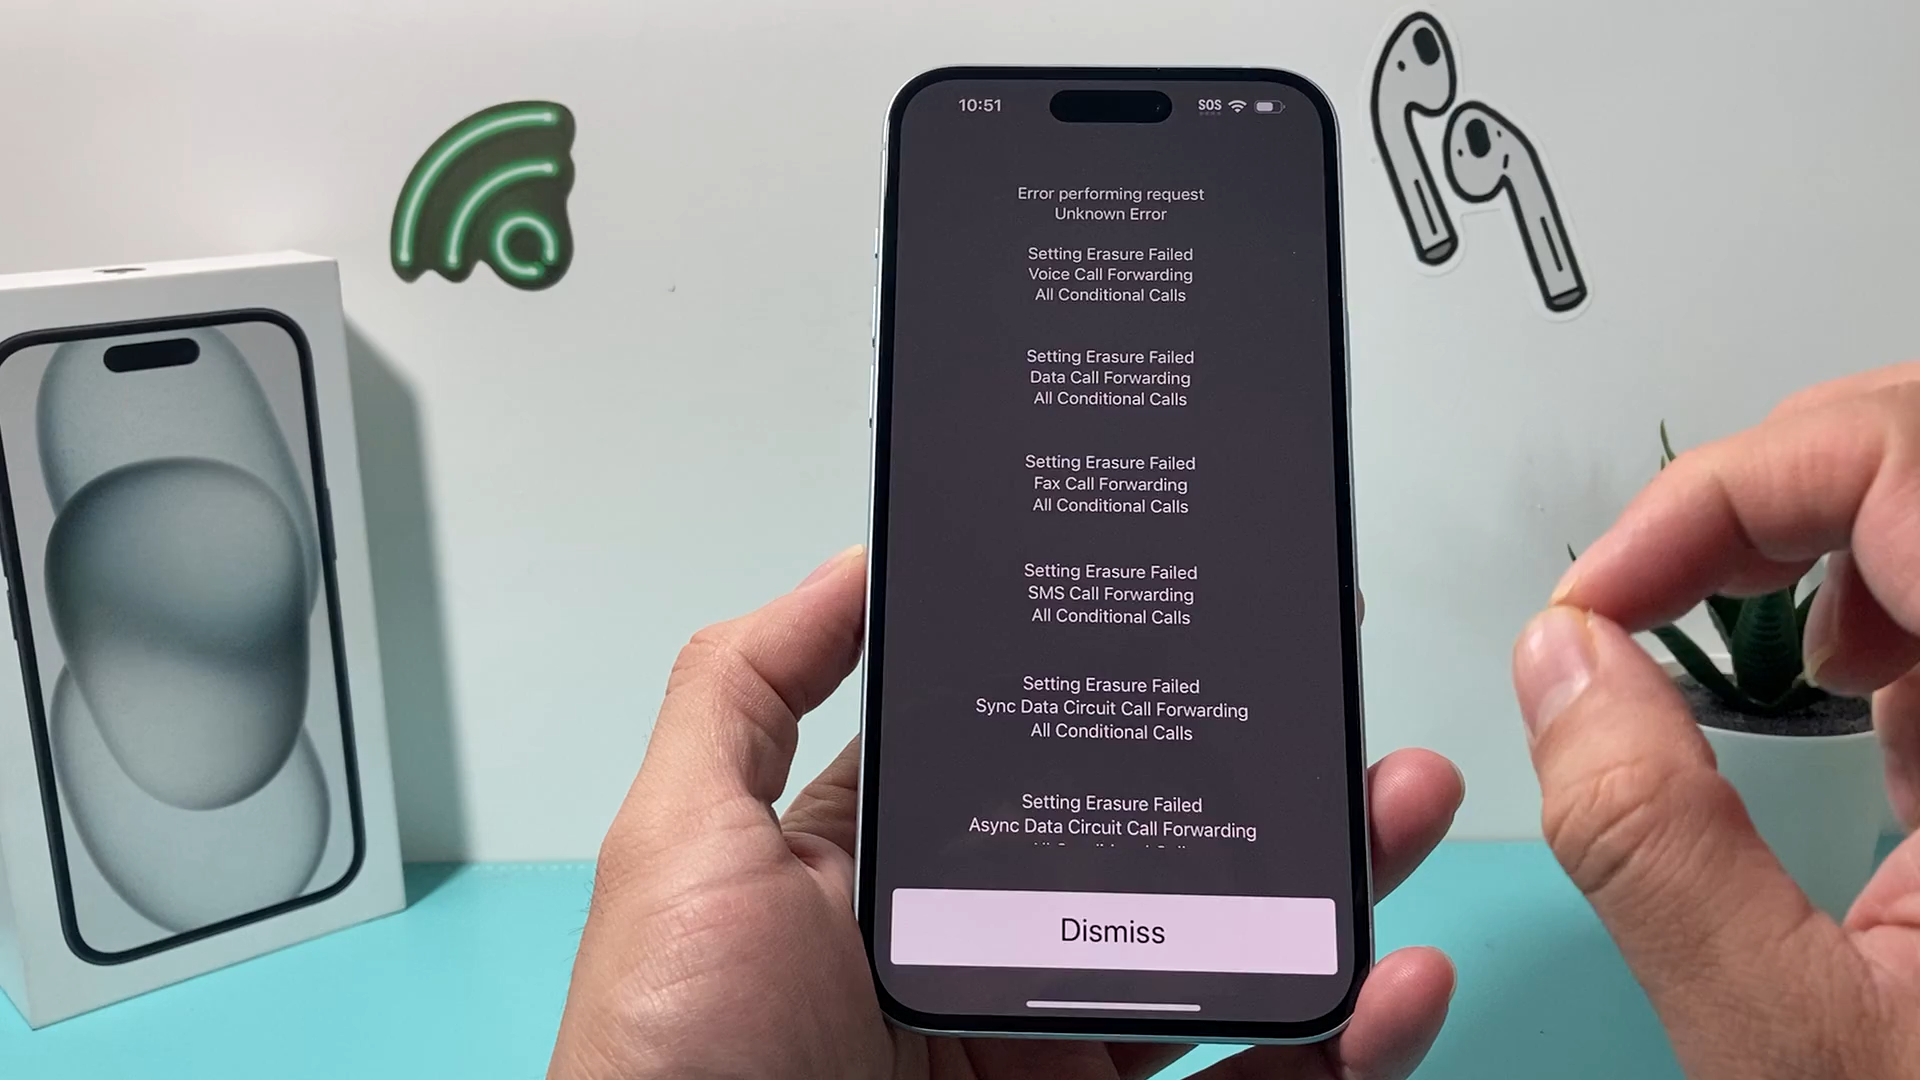 10:51
SOS
Error performing request
Unknown Error
Setting Erasure Failed
Voice Call Forwarding
All Conditional Calls
Setting Erasure Failed
Data Call Forwarding
All Conditional Calls
Setting Erasure Failed
Fax Call Forwarding
All Conditional Calls
Setting Erasure Failed
SMS Call Forwarding
All Conditional Calls
Setting Erasure Failed
Sync Data Circuit Call Forwarding
All Conditional Calls
Setting Erasure Failed
Async Data Circuit Call Forwarding
Dismiss